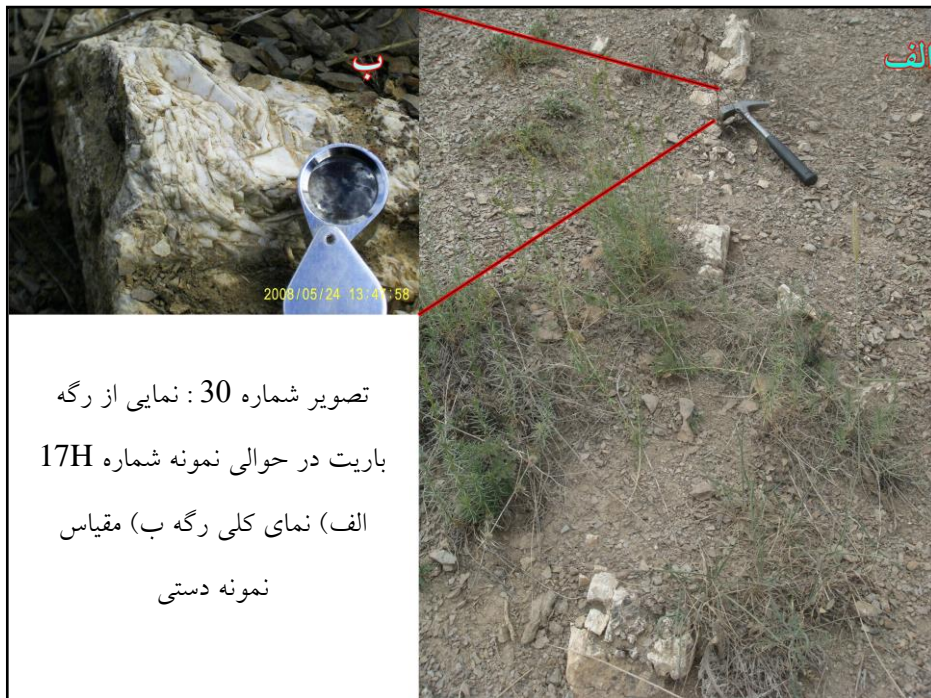 ب
الف
2008/05/24 13:41:58
تصویر شماره 30 : نمایی از رگه
باریت در حوالی نمونه شماره 17H
الف) نمای کلی رگه ب) مقیاس
نمونه دستی